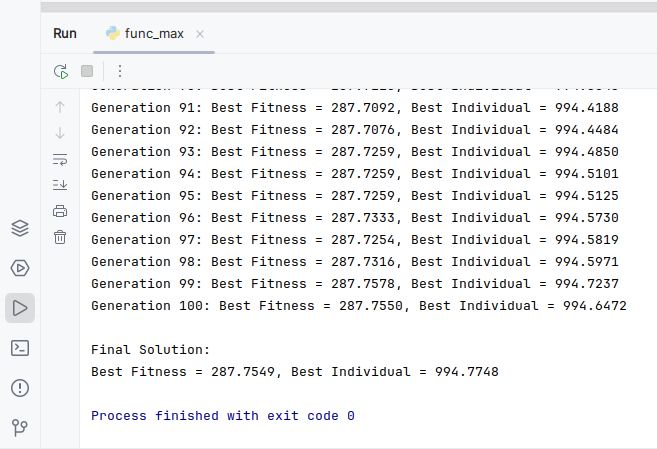 Run func_max
Generation 91: Best Fitness = 287.7092, Best Individual = 994.4188
Generation 92: Best Fitness = 287.7076, Best Individual = 994.4484
Generation 93: Best Fitness = 287.7259, Best Individual = 994.4850
Generation 94: Best Fitness = 287.7259, Best Individual = 994.5101
Generation 95: Best Fitness = 287.7259, Best Individual = 994.5125
Generation 96: Best Fitness = 287.7333, Best Individual = 994.5730
Generation 97: Best Fitness = 287.7254, Best Individual = 994.5819
Generation 98: Best Fitness = 287.7316, Best Individual = 994.5971
Generation 99: Best Fitness = 287.7578, Best Individual = 994.7237
Generation 100: Best Fitness = 287.7550, Best Individual = 994.6472
Final Solution:
Best Fitness = 287.7549, Best Individual = 994.7748
Process finished with exit code 0